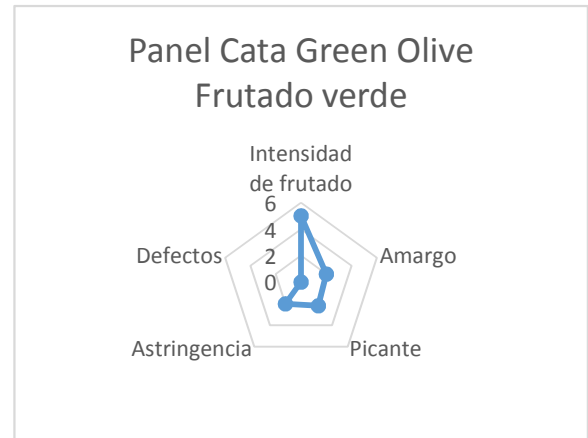 Panel Cata Green Olive
Frutado verde
Intensidad
de frutado
6
4
2
0
Defectos
Amargo
Astringencia
Picante